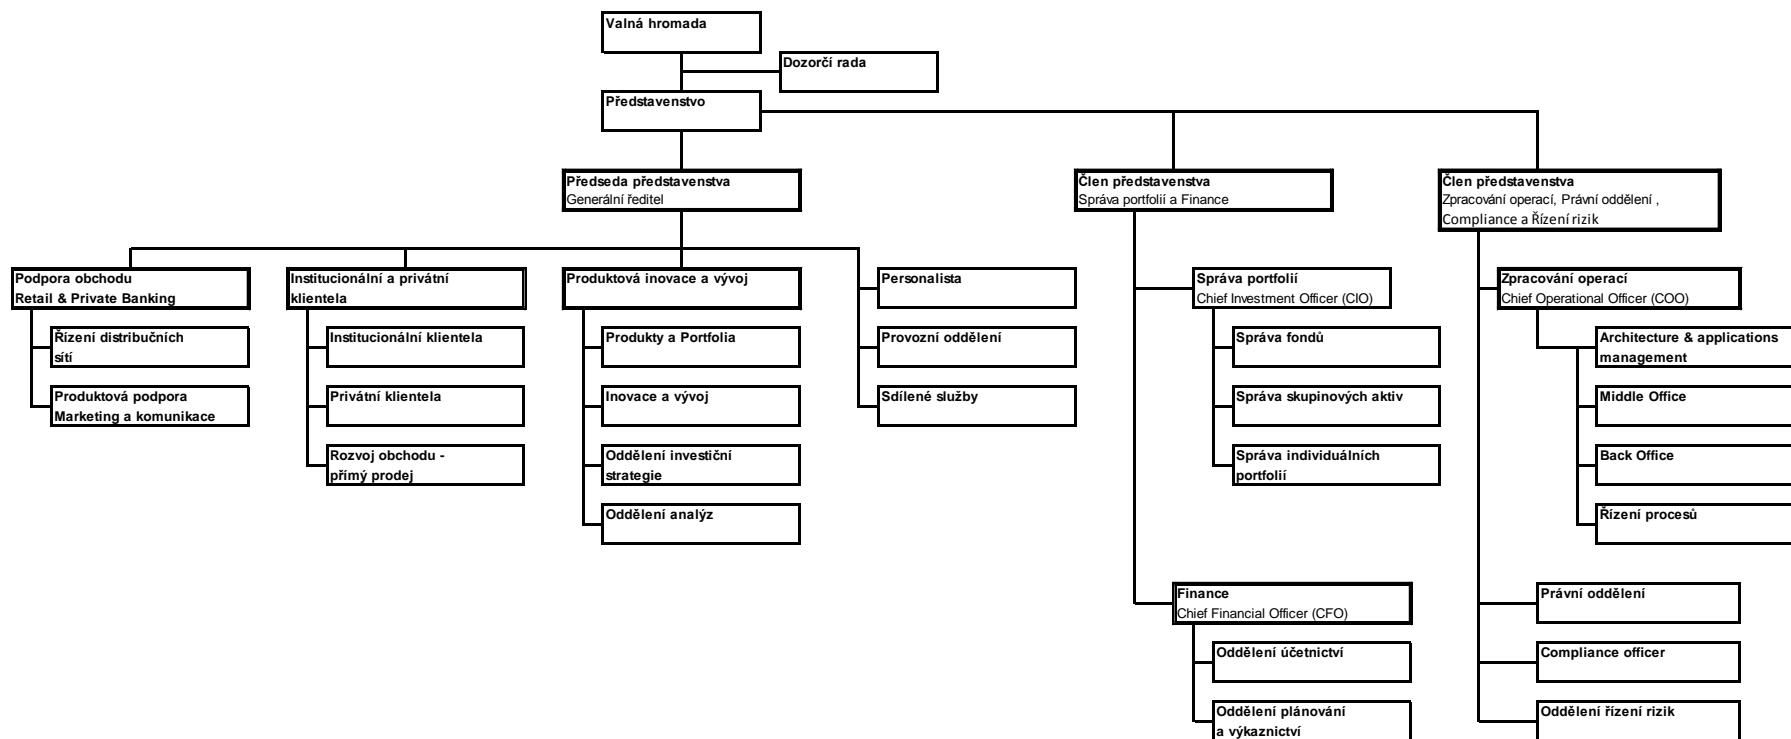 Valná hromada
Dozorčí rada
Představenstvo
Předseda představenstva
Generální ředitel
Člen představenstva
Správa portfolií a Finance
Člen představenstva
Zpracování operací, Právní oddělení ,
Compliance a Řízení rizik
Podpora obchodu
Retail & Private Banking
Institucionální a privátní
klientela
Produktová inovace a vývoj
Personalista
Správa portfolií
Chief Investment Officer (CIO)
Zpracování operací
Chief Operational Officer (COO)
Řízení distribučních
sítí
Institucionální klientela
Produkty a Portfolia
Provozní oddělení
Správa fondů
Architecture & applications
management
Produktová podpora
Marketing a komunikace
Privátní klientela
Inovace a vývoj
Sdílené služby
Správa skupinových aktiv
Middle Office
Rozvoj obchodu -
přímý prodej
Oddělení investiční
strategie
Správa individuálních
portfolií
Back Office
Oddělení analýz
Řízení procesů
Finance
Chief Financial Officer (CFO)
Právní oddělení
Oddělení účetnictví
Compliance officer
Oddělení plánování
a výkaznictví
Oddělení řízení rizik